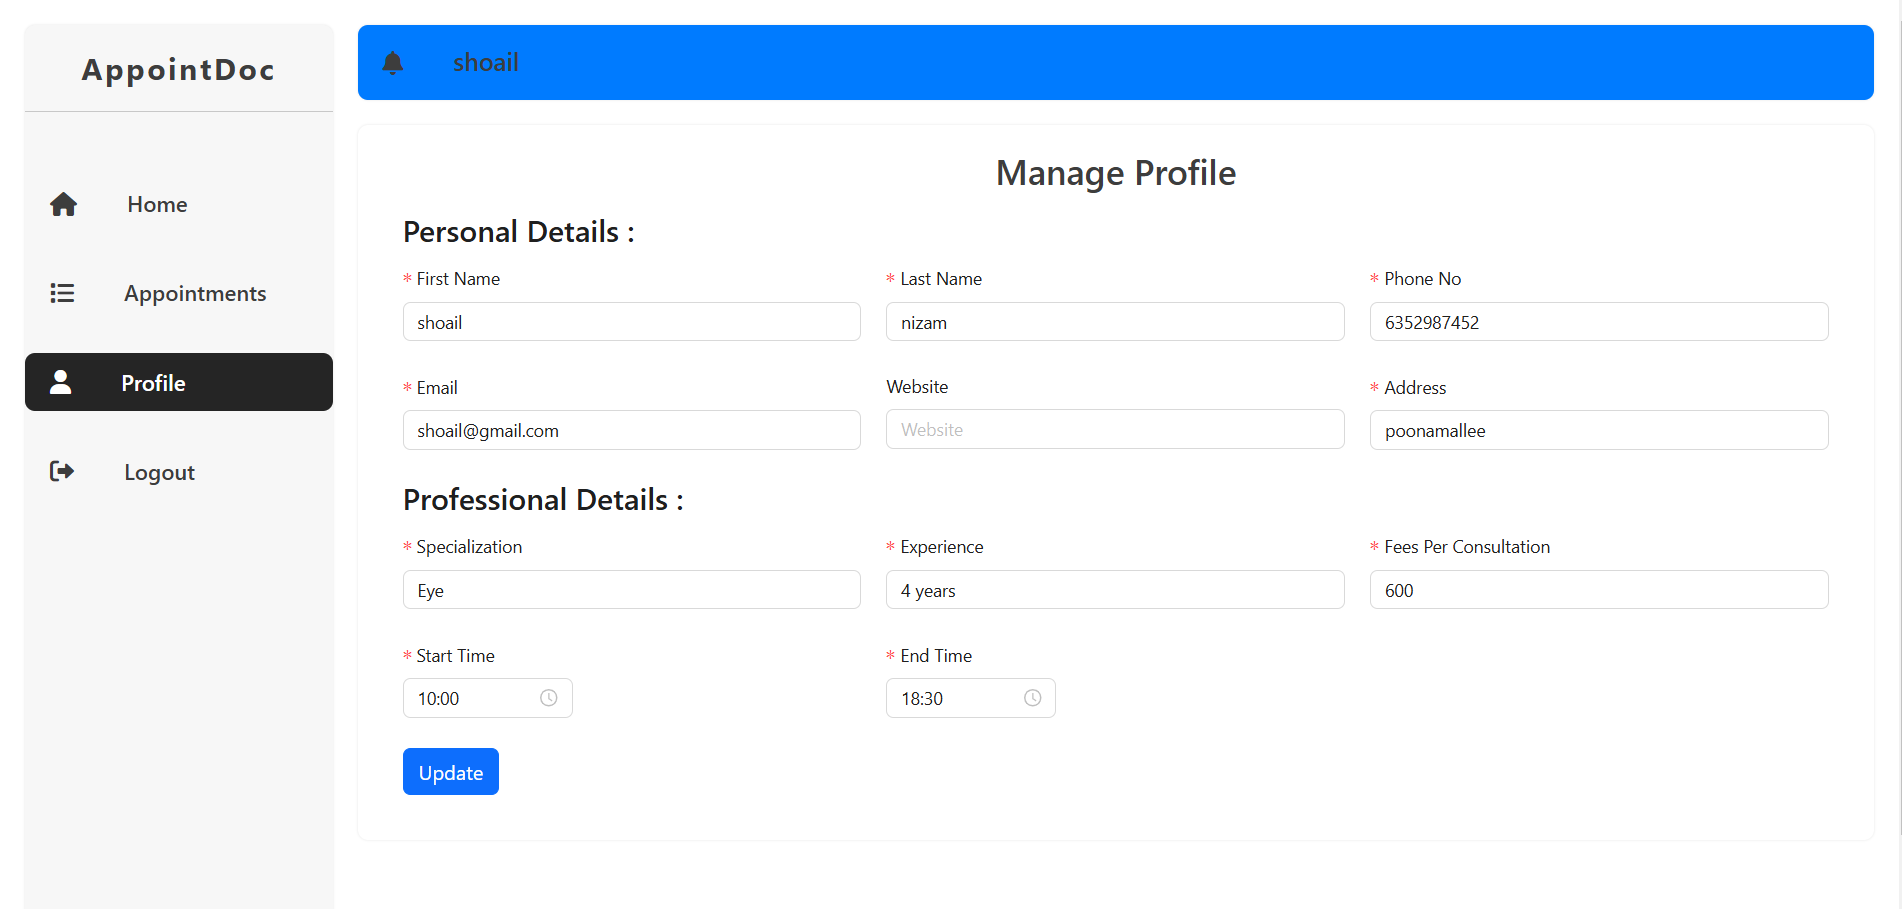 AppointDoc
Home
Appointments
Profile
Logout
shoail
Manage Profile
Personal Details :
* First Name
shoail
* Last Name
nizam
* Phone No
6352987452
* Email
shoail@gmail.com
Website
Website
* Address
poonamallee
Professional Details :
* Specialization
Eye
* Experience
4 years
* Fees Per Consultation
600
* Start Time
10:00
* End Time
18:30
Update